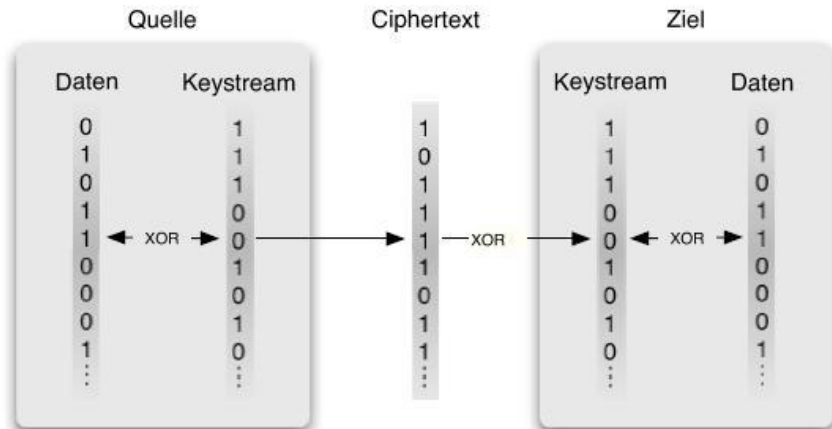 Quelle Ciphertext Ziel
Daten Keystream Keystream Daten
0 1 1 1 0
1 1 0 1 1
0 1 1 1 0
1 0 1 0 1
1 XOR 0 1 XOR 0 XOR 1
0 1 1 1 0
0 0 0 0 0
0 1 1 1 0
1 0 1 0 1
⋮ ⋮ ⋮ ⋮ ⋮